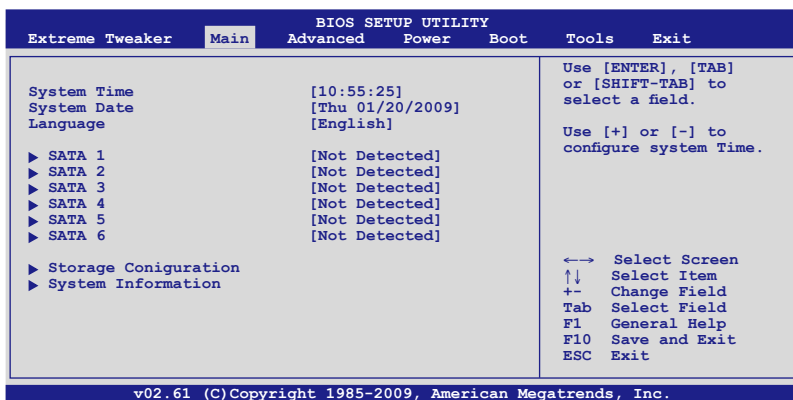 BIOS SETUP UTILITY
Extreme Tweaker Main Advanced Power Boot Tools Exit
System Time [10:55:25]
System Date [Thu 01/20/2009]
Language [English]
▶ SATA 1 [Not Detected]
▶ SATA 2 [Not Detected]
▶ SATA 3 [Not Detected]
▶ SATA 4 [Not Detected]
▶ SATA 5 [Not Detected]
▶ SATA 6 [Not Detected]
▶ Storage Coniguration
▶ System Information
Use [ENTER], [TAB]
or [SHIFT-TAB] to
select a field.
Use [+] or [-] to
configure system Time.
←→ Select Screen
↑↓ Select Item
+- Change Field
Tab Select Field
F1 General Help
F10 Save and Exit
ESC Exit
v02.61 (C)Copyright 1985-2009, American Megatrends, Inc.